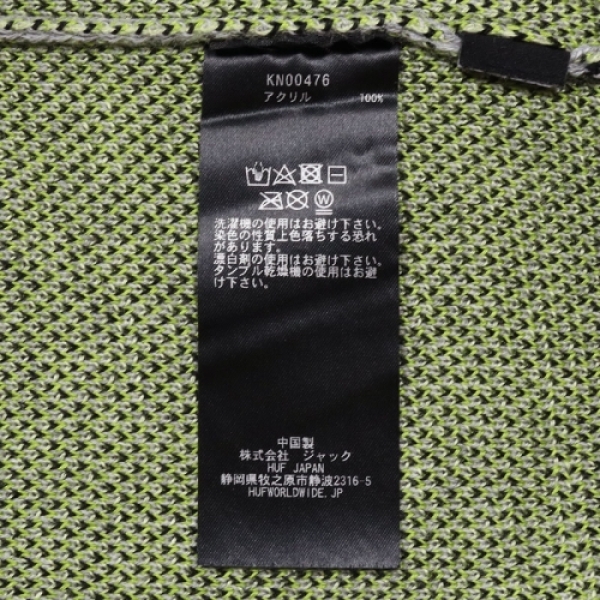 KN00476
アクリル 100%
W
洗濯機の使用はお避け下さい。
染色の性質上色落ちする恐れ
があります。
漂白剤の使用はお避け下さい。
タンブル乾燥機の使用はお避
け下さい。
中国製
株式会社 ジャック
HUF JAPAN
静岡県牧之原市静波2316-5
HUFWORLDWIDE.JP